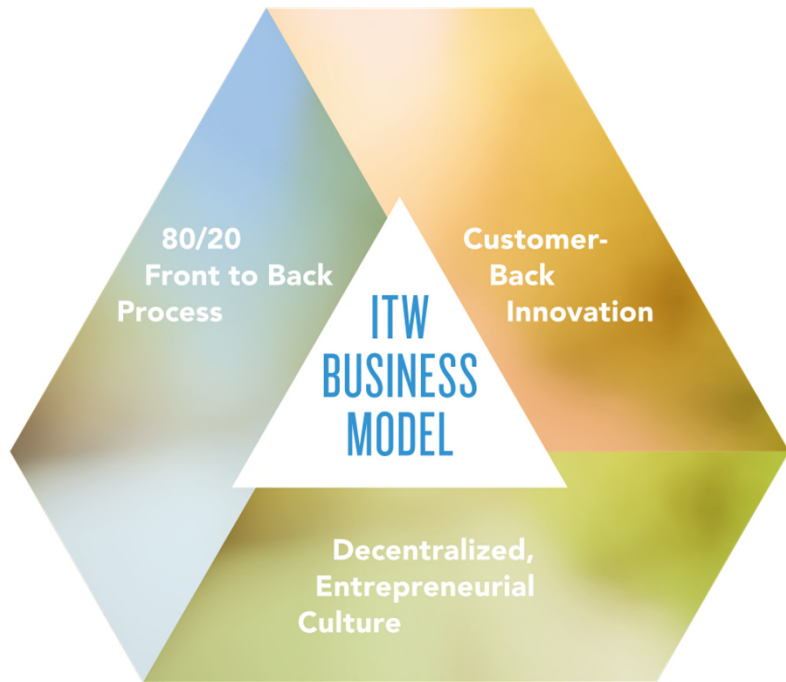 80/20
Front to Back
Process
Customer-
Back
Innovation
ITW
BUSINESS
MODEL
Decentralized,
Entrepreneurial
Culture